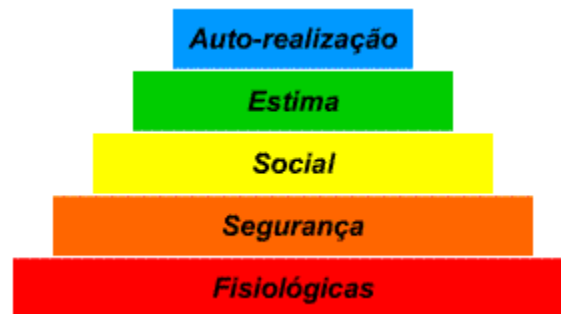 Auto-realização
Estima
Social
Segurança
Fisiológicas